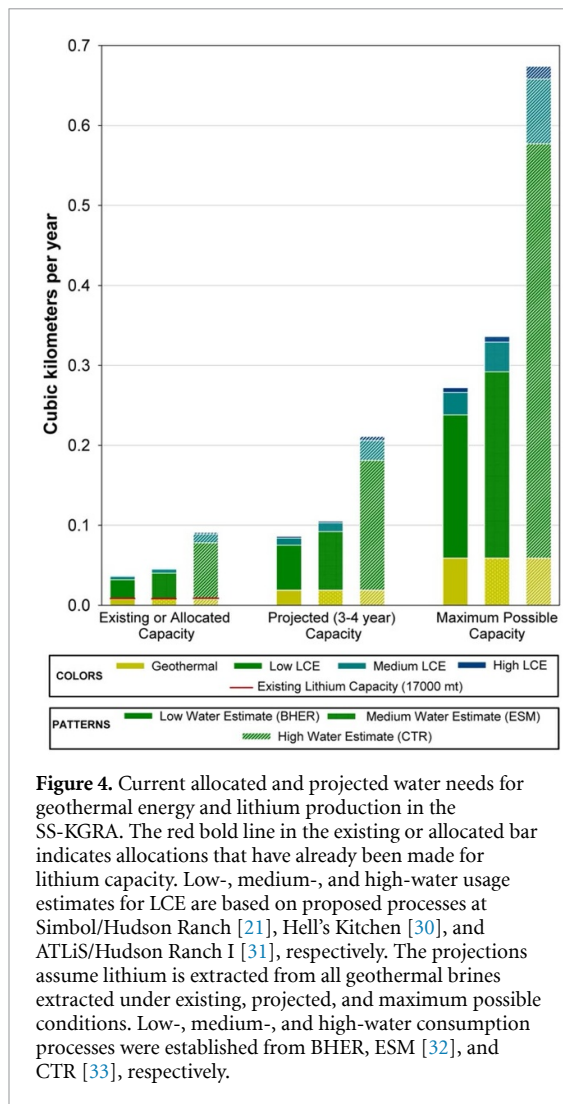 0.7
0.6
0.5
0.4
0.3
0.2
0.1
0.0
Cubic kilometers per year
Existing or Allocated
Capacity
Projected (3-4 year)
Capacity
Maximum Possible
Capacity
COLORS
Geothermal
Low LCE
Medium LCE
High LCE
Existing Lithium Capacity (17000 mt)
PATTERNS
Low Water Estimate (BHER)
Medium Water Estimate (ESM)
High Water Estimate (CTR)
Figure 4. Current allocated and projected water needs for
geothermal energy and lithium production in the
SS-KGRA. The red bold line in the existing or allocated bar
indicates allocations that have already been made for
lithium capacity. Low-, medium-, and high-water usage
estimates for LCE are based on proposed processes at
Simbol/Hudson Ranch [21], Hell's Kitchen [30], and
ATLiS/Hudson Ranch I [31], respectively. The projections
assume lithium is extracted from all geothermal brines
extracted under existing, projected, and maximum possible
conditions. Low-, medium-, and high-water consumption
processes were established from BHER, ESM [32], and
CTR [33], respectively.